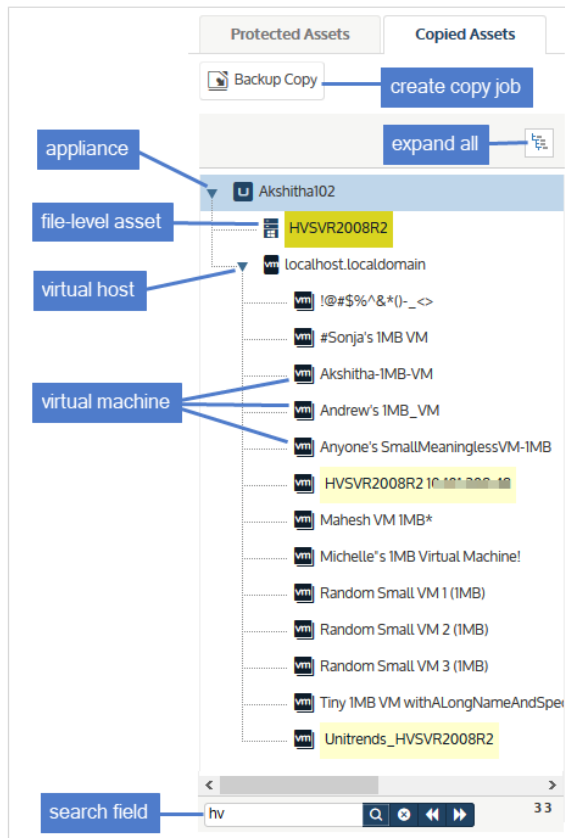 Protected Assets
Copied Assets
Backup Copy
create copy job
expand all
appliance
Akshitha102
file-level asset
HVSVR2008R2
virtual host
localhost.localdomain
!@#$%^&*()-_<>
#Sonja's 1MB VM
virtual machine
Akshitha-1MB-VM
Andrew's 1MB_VM
Anyone's SmallMeaninglessVM-1MB
HVSVR2008R2
Mahesh VM 1MB*
Michelle"s 1MB Virtual Machine!
Random Small VM 1 (1MB)
Random Small VM 2 (1MB)
Random Small VM 3 (1MB)
Tiny 1MB VM withALongNameAndSpec
Unitrends_HVSVR2008R2
search field
hv
33